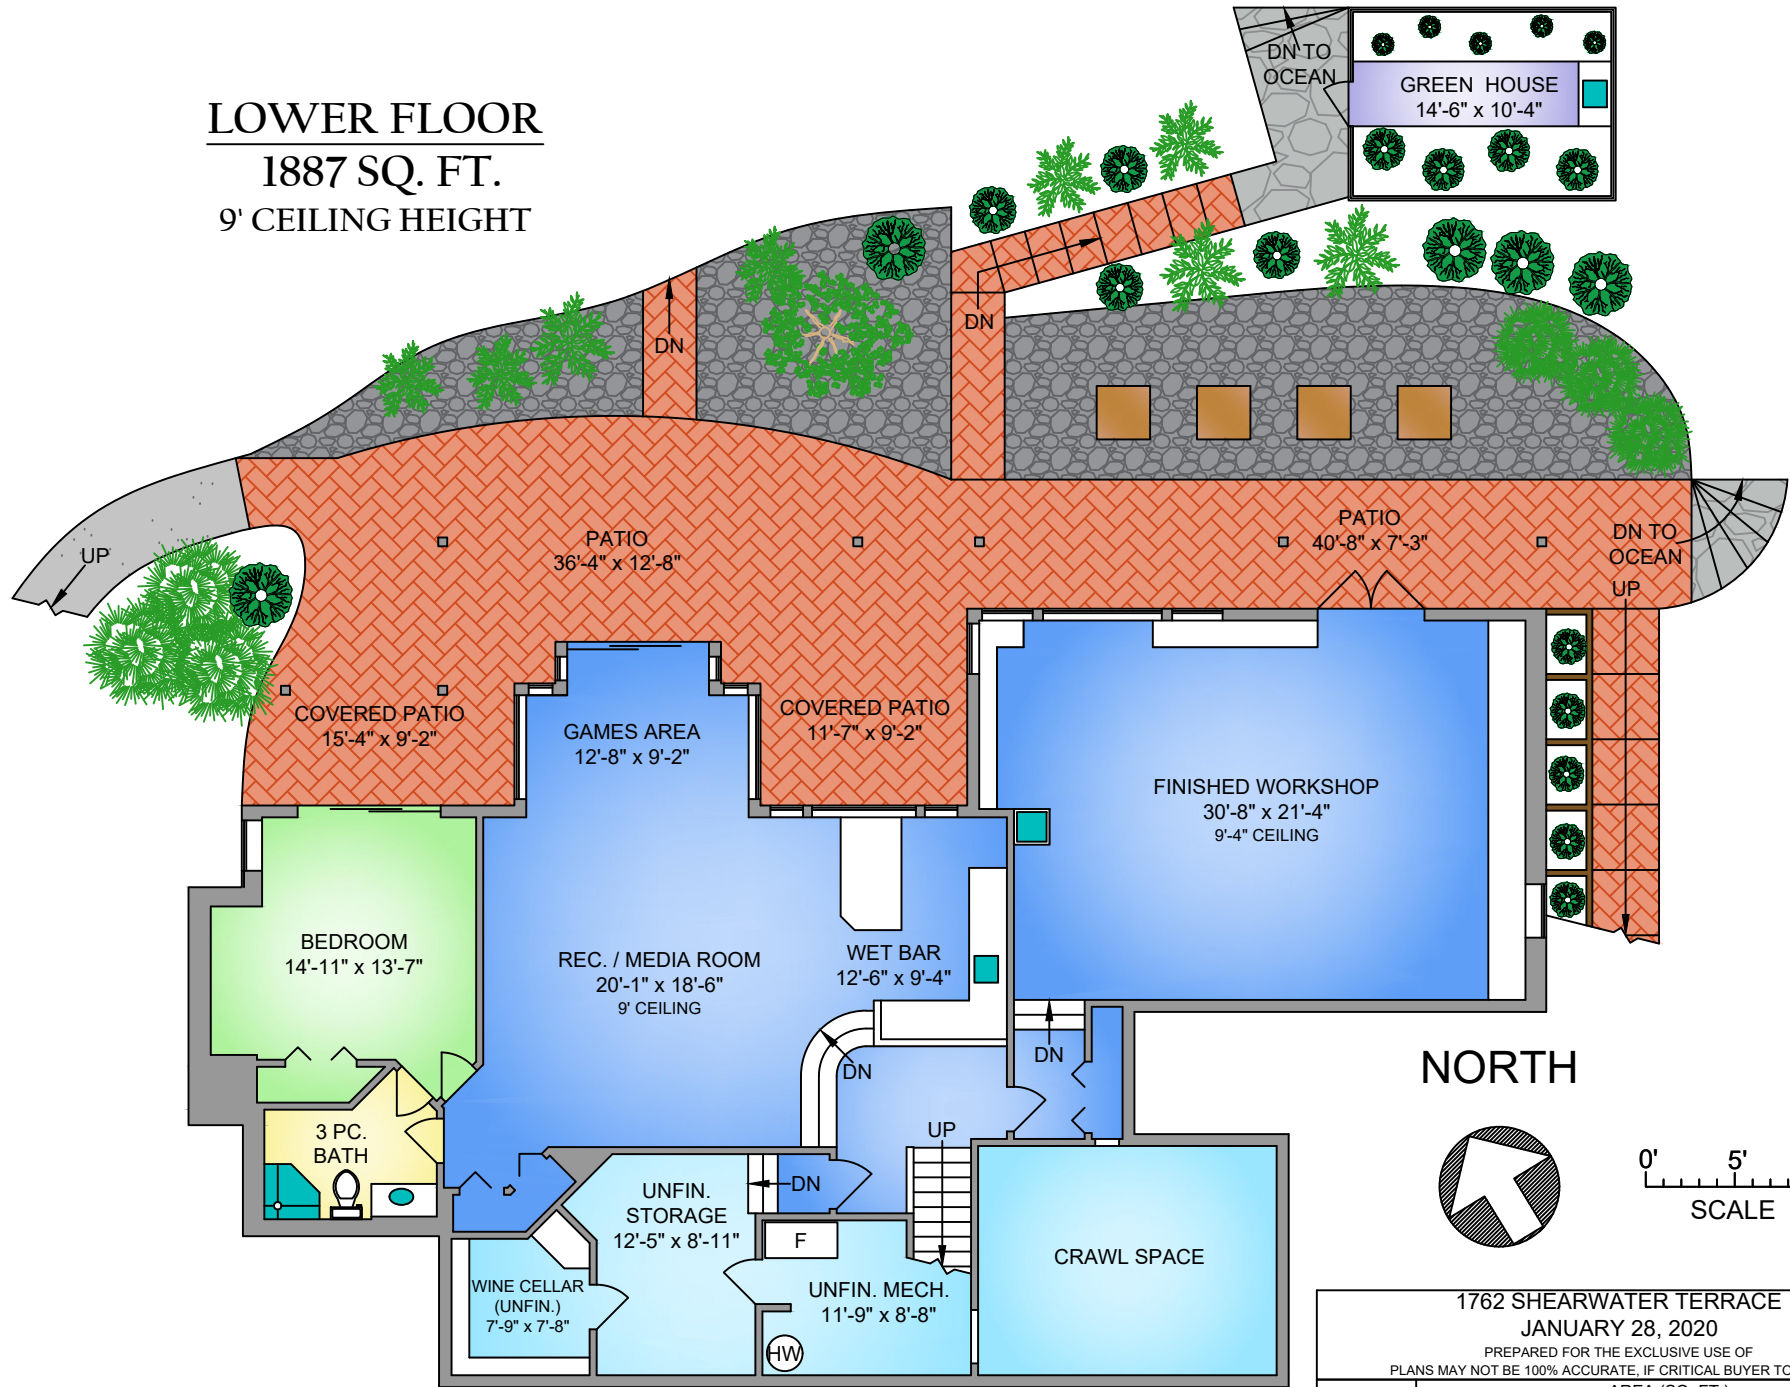 LOWER FLOOR
1887 SQ. FT.
9' CEILING HEIGHT
DN TO
OCEAN
GREEN HOUSE
14'-6" x 10'-4"
DN
DN
UP
PATIO
36'-4" x 12'-8"
PATIO
40'-8" x 7'-3"
DN TO
OCEAN
UP
COVERED PATIO
15'-4" x 9'-2"
GAMES AREA
12'-8" x 9'-2"
COVERED PATIO
11'-7" x 9'-2"
FINISHED WORKSHOP
30'-8" x 21'-4"
9'-4" CEILING
BEDROOM
14'-11" x 13'-7"
REC. / MEDIA ROOM
20'-1" x 18'-6"
9' CEILING
WET BAR
12'-6" x 9'-4"
DN
DN
NORTH
3 PC.
BATH
UP
0' 5'
SCALE
UNFIN.
STORAGE
12'-5" x 8'-11"
DN
F
CRAWL SPACE
WINE CELLAR
(UNFIN.)
7'-9" x 7'-8"
UNFIN. MECH.
11'-9" x 8'-8"
HW
1762 SHEARWATER TERRACE
JANUARY 28, 2020
PREPARED FOR THE EXCLUSIVE USE OF
PLANS MAY NOT BE 100% ACCURATE, IF CRITICAL BUYER TO